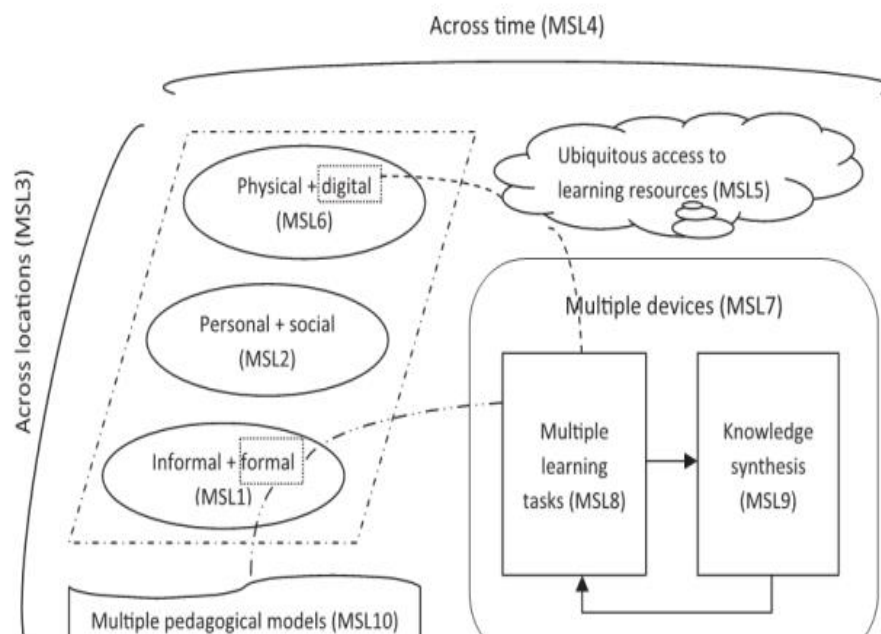 Across time (MSL4)
Across locations (MSL3)
Physical + digital
(MSL6)
Ubiquitous access to
learning resources (MSL5)
Personal + social
(MSL2)
Multiple devices (MSL7)
Informal + formal
(MSL1)
Multiple
learning
tasks (MSL8)
Knowledge
synthesis
(MSL9)
Multiple pedagogical models (MSL10)